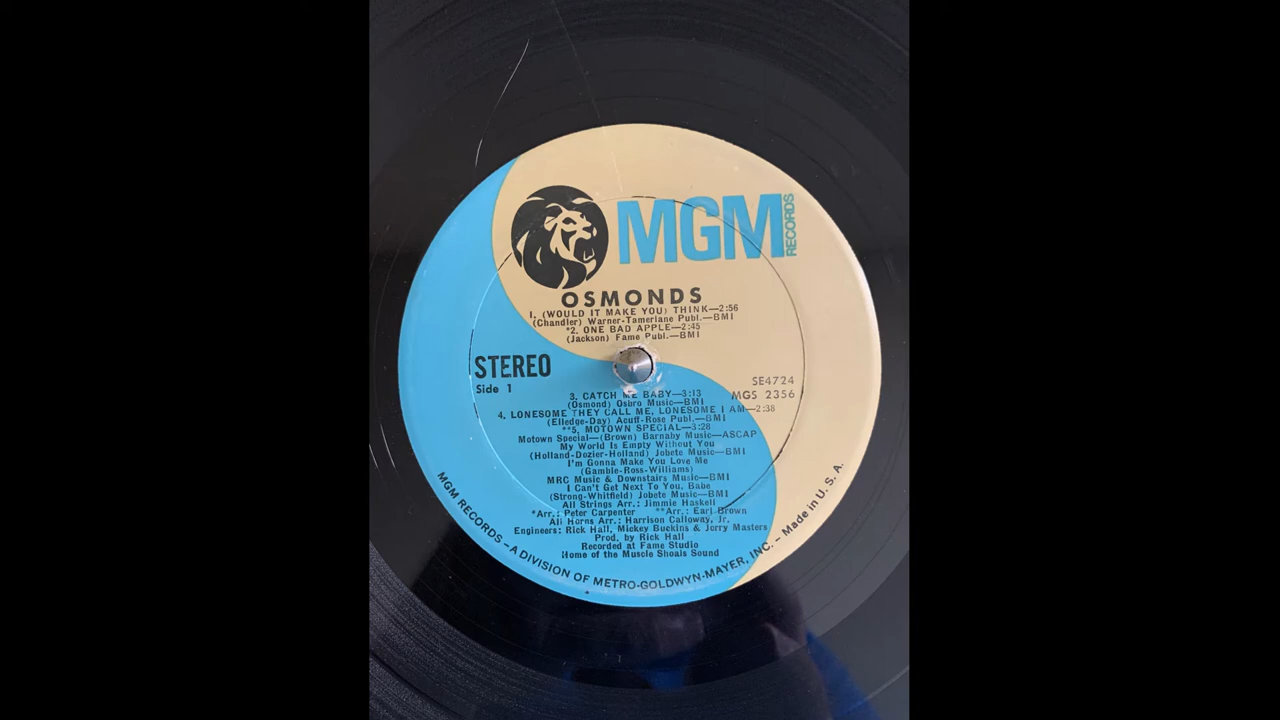 MGM
RECORDS
OSMONDS
1. (WOULD IT MAKE YOU) THINK—2:56
(Chandler) Warner-Tamerlane Publ.—BMI
*2. ONE BAD APPLE—2:45
(Jackson) Fame Publ.—BMI
STEREO
Side 1
SE4724
MGS 2356
3. CATCH ME BABY—3:13
(Osmond) Osbro Music—BMI
4. LONESOME THEY CALL ME, LONESOME I AM—2:38
(Elledge-Day) Acuff-Rose Publ.—BMI
**5. MOTOWN SPECIAL—3:28
Motown Special—(Brown) Barnaby Music—ASCAP
My World Is Empty Without You
(Holland-Dozier-Holland) Jobete Music—BMI
I'm Gonna Make You Love Me
(Gamble-Ross-Williams)
MRC Music & Downstairs Music—BMI
I Can't Get Next To You, Babe
(Strong-Whitfield) Jobete Music—BMI
All Strings Arr.: Jimmie Haskell
*Arr.: Peter Carpenter **Arr.: Earl Brown
All Horns Arr.: Harrison Calloway, Jr.
Engineers: Rick Hall, Mickey Buckins & Jerry Masters
Prod. by Rick Hall
Recorded at Fame Studio
Home of the Muscle Shoals Sound
MGM RECORDS – A DIVISION OF METRO-GOLDWYN-MAYER, INC. – Made in U. S. A.